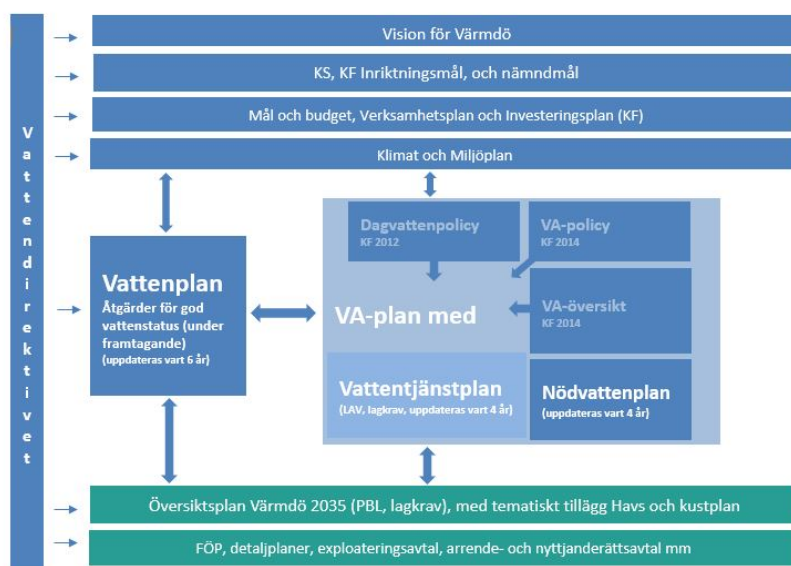 Vattendirektivet
Vision för Värmdö
KS, KF Inriktningsmål, och nämndmål
Mål och budget, Verksamhetsplan och Investeringsplan (KF)
Klimat och Miljöplan
Dagvattenpolicy
KF 2012
VA-policy
KF 2014
Vattenplan
Åtgärder för god
vattenstatus (under
framtagande)
(uppdateras vart 6 år)
VA-plan med
VA-översikt
KF 2014
Vattentjänstplan
(LAV, lagkrav, uppdateras vart 4 år)
Nödvattenplan
(uppdateras vart 4 år)
Översiktsplan Värmdö 2035 (PBL, lagkrav), med tematiskt tillägg Havs och kustplan
FÖP, detaljplaner, exploateringsavtal, arrende- och nyttjanderättsavtal mm